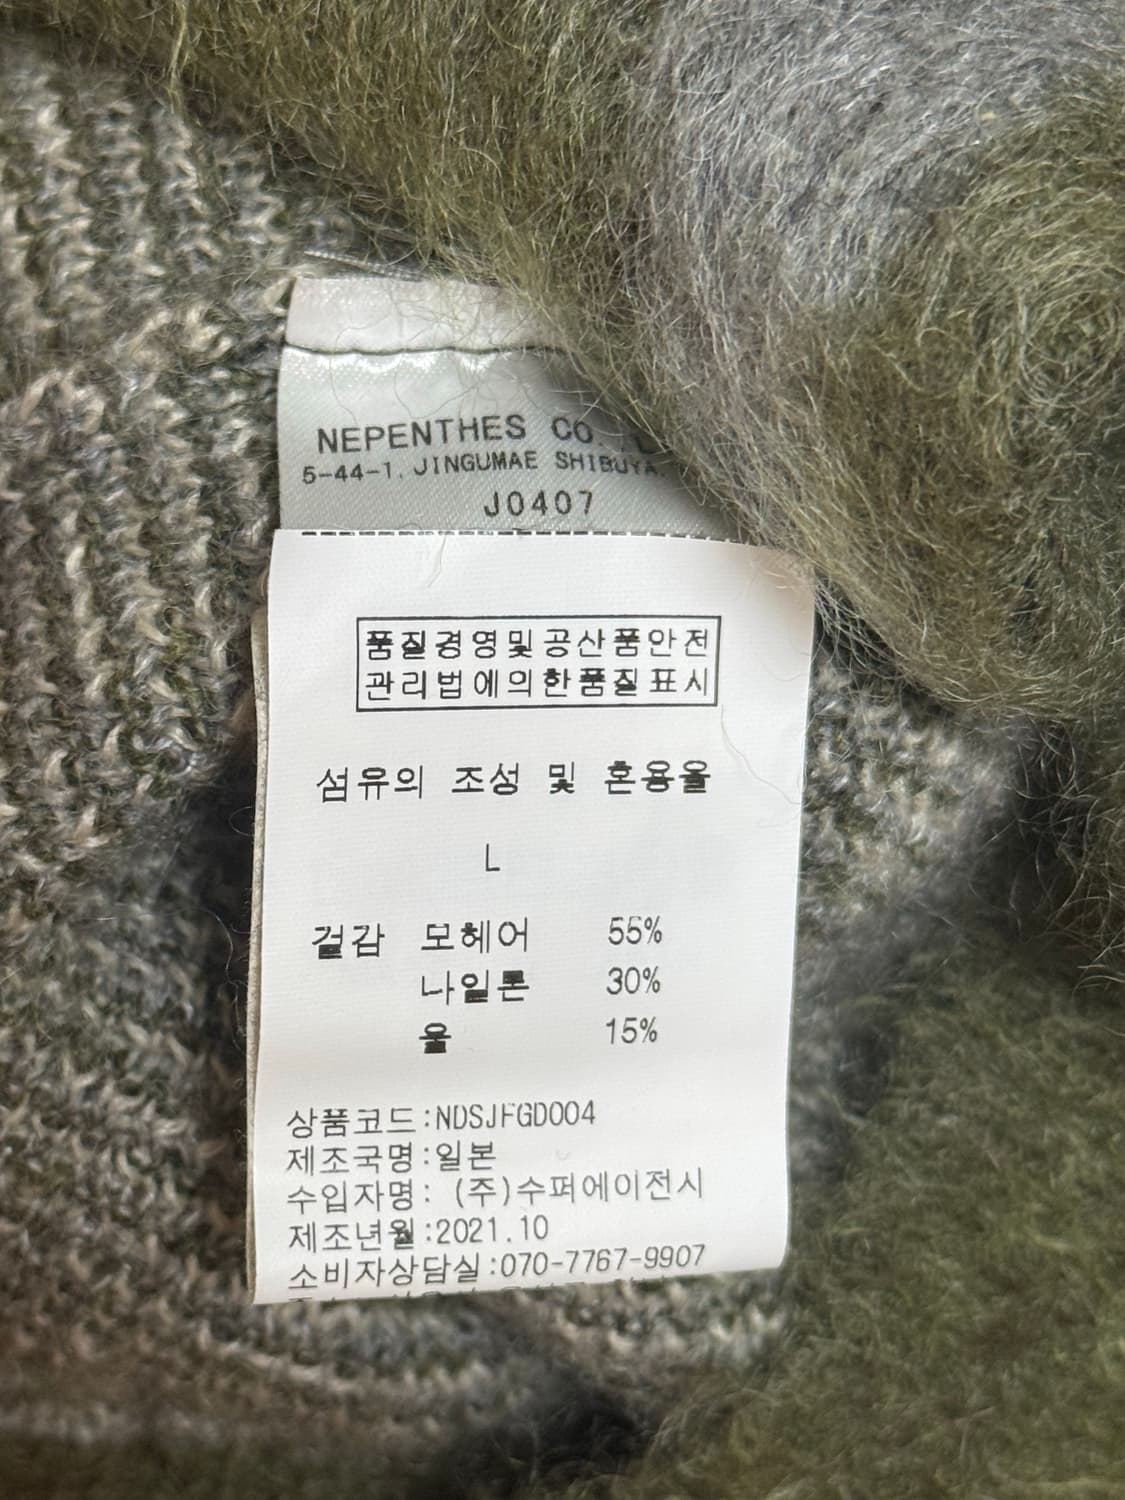 NEPENTHES CO.
5-44-1, JINGUMAE SHIBUYA,
J0407
품질경영및공산품안전
관리법에의한품질표시
섬유의 조성 및 혼용율
L
겉감 모헤어 55%
나일론 30%
울 15%
상품코드:NDSJFGD004
제조국명:일본
수입자명: (주)수퍼에이전시
제조년월:2021.10
소비자상담실:070-7767-9907